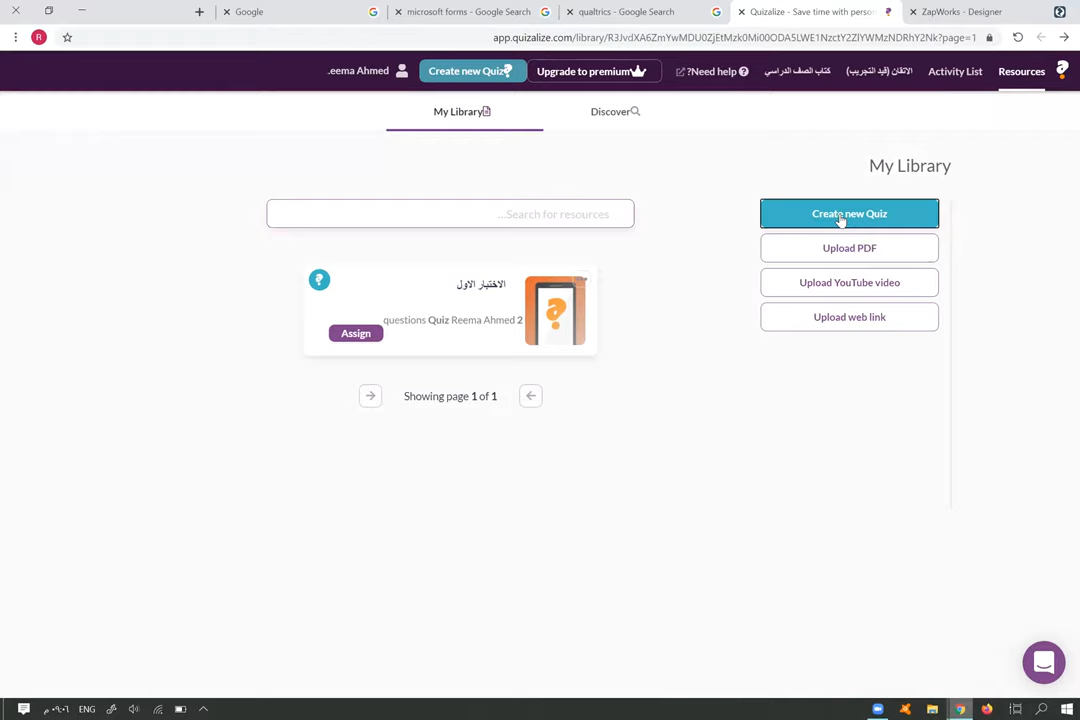 Google
microsoft forms - Google Search
qualtrics - Google Search
Quizalize - Save time with person
ZapWorks - Designer
R
app.quizalize.com/library/R3JvdXA6ZmYwMDU0ZjEtMzk0Mi00ODA5LWE1NzctY2ZlYWMzNDRhY2Nk?page=1
.eema Ahmed
Create new Quiz
Upgrade to premium
?Need help
كتاب الصف الدراسي
الاتقان (قيد التجريب)
Activity List
Resources
My Library
Discover
My Library
...Search for resources
Create new Quiz
Upload PDF
Upload YouTube video
Upload web link
الاختبار الاول
questions Quiz Reema Ahmed 2
Assign
Showing page 1 of 1
م ٠٩:٠٦
ENG